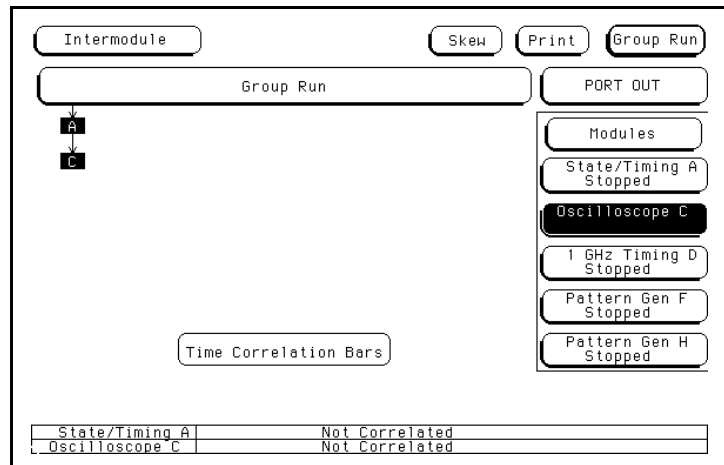 Intermodule
Skew
Print
Group Run
Group Run
PORT OUT
A
C
Modules
State/Timing A
Stopped
Oscilloscope C
1 GHz Timing D
Stopped
Pattern Gen F
Stopped
Pattern Gen H
Stopped
Time Correlation Bars
State/Timing A Not Correlated
Oscilloscope C Not Correlated